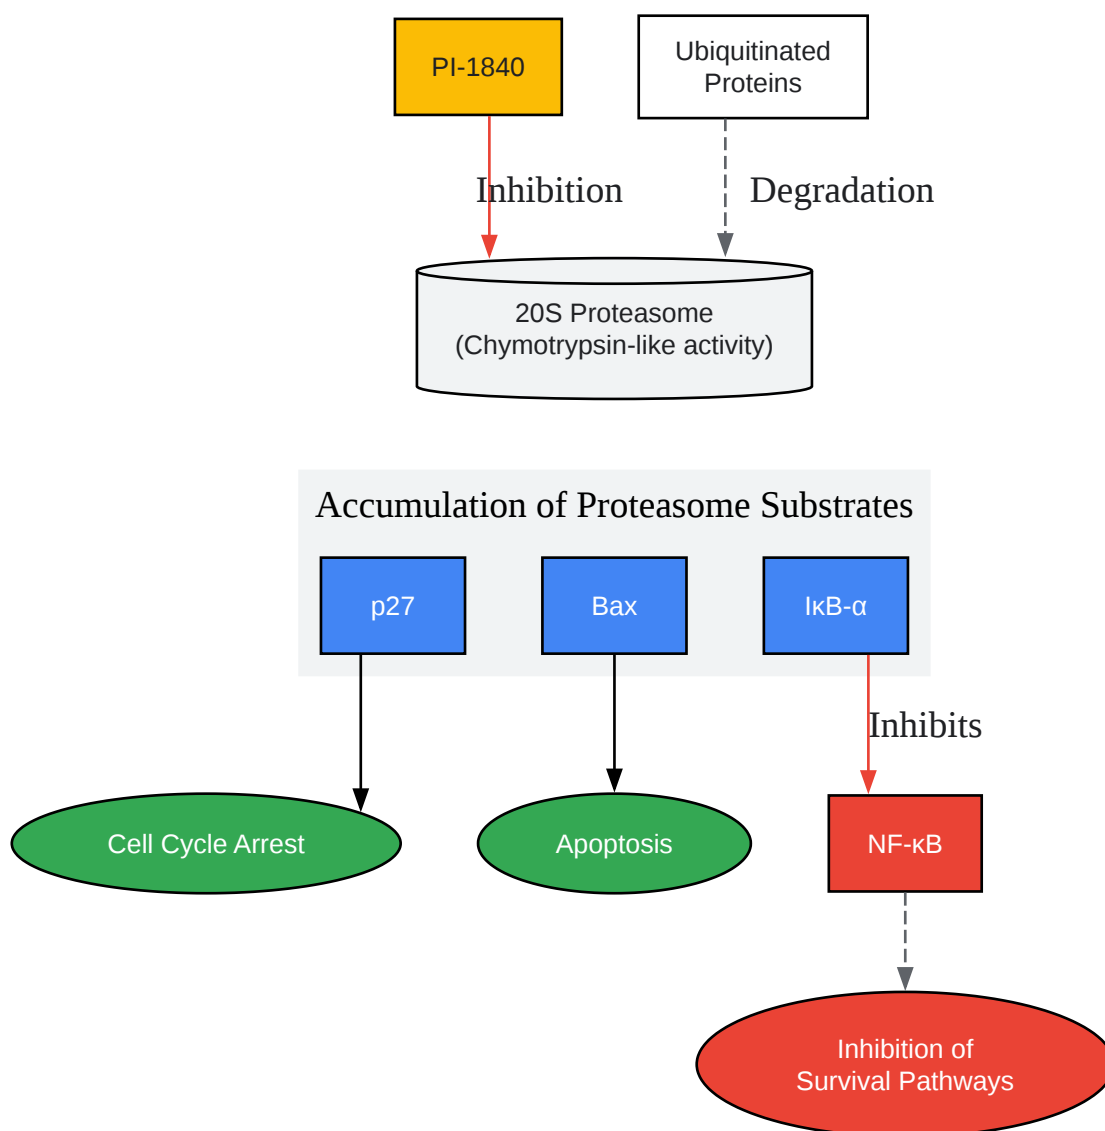 PI-1840
Ubiquitinated
Proteins
Inhibition
Degradation
20S Proteasome
(Chymotrypsin-like activity)
Accumulation of Proteasome Substrates
p27
Bax
IκB-α
Inhibits
Cell Cycle Arrest
Apoptosis
NF-κB
Inhibition of
Survival Pathways